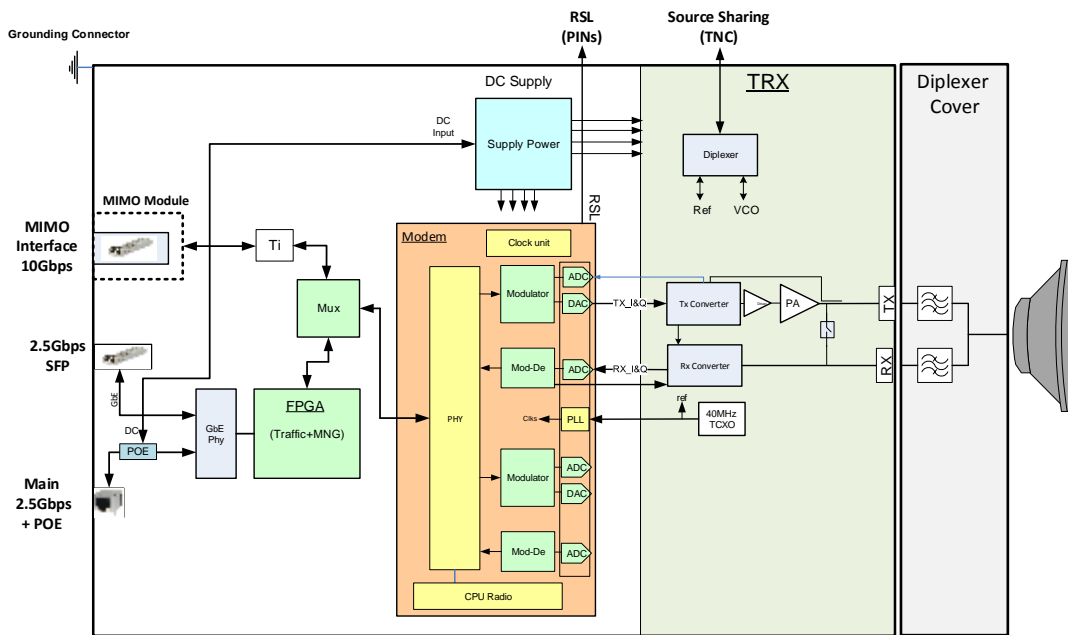 RSL
(PINs)
Source Sharing
(TNC)
Grounding Connector
DC Supply
TRX
Diplexer
Cover
DC
Input
Supply Power
Diplexer
Ref
VCO
MIMO Module
MIMO
Interface
10Gbps
Ti
RSL
Modem
Clock unit
Mux
Modulator
ADC
DAC
TX_I&Q
Tx Converter
PA
TX
2.5Gbps
SFP
GbE
Mod-De
ADC
RX_I&Q
Rx Converter
RX
FPGA
(Traffic+MNG)
GbE
Phy
DC
POE
PHY
Clks
PLL
ref
40MHz
TCXO
Main
2.5Gbps
+ POE
Modulator
ADC
DAC
Mod-De
ADC
CPU Radio